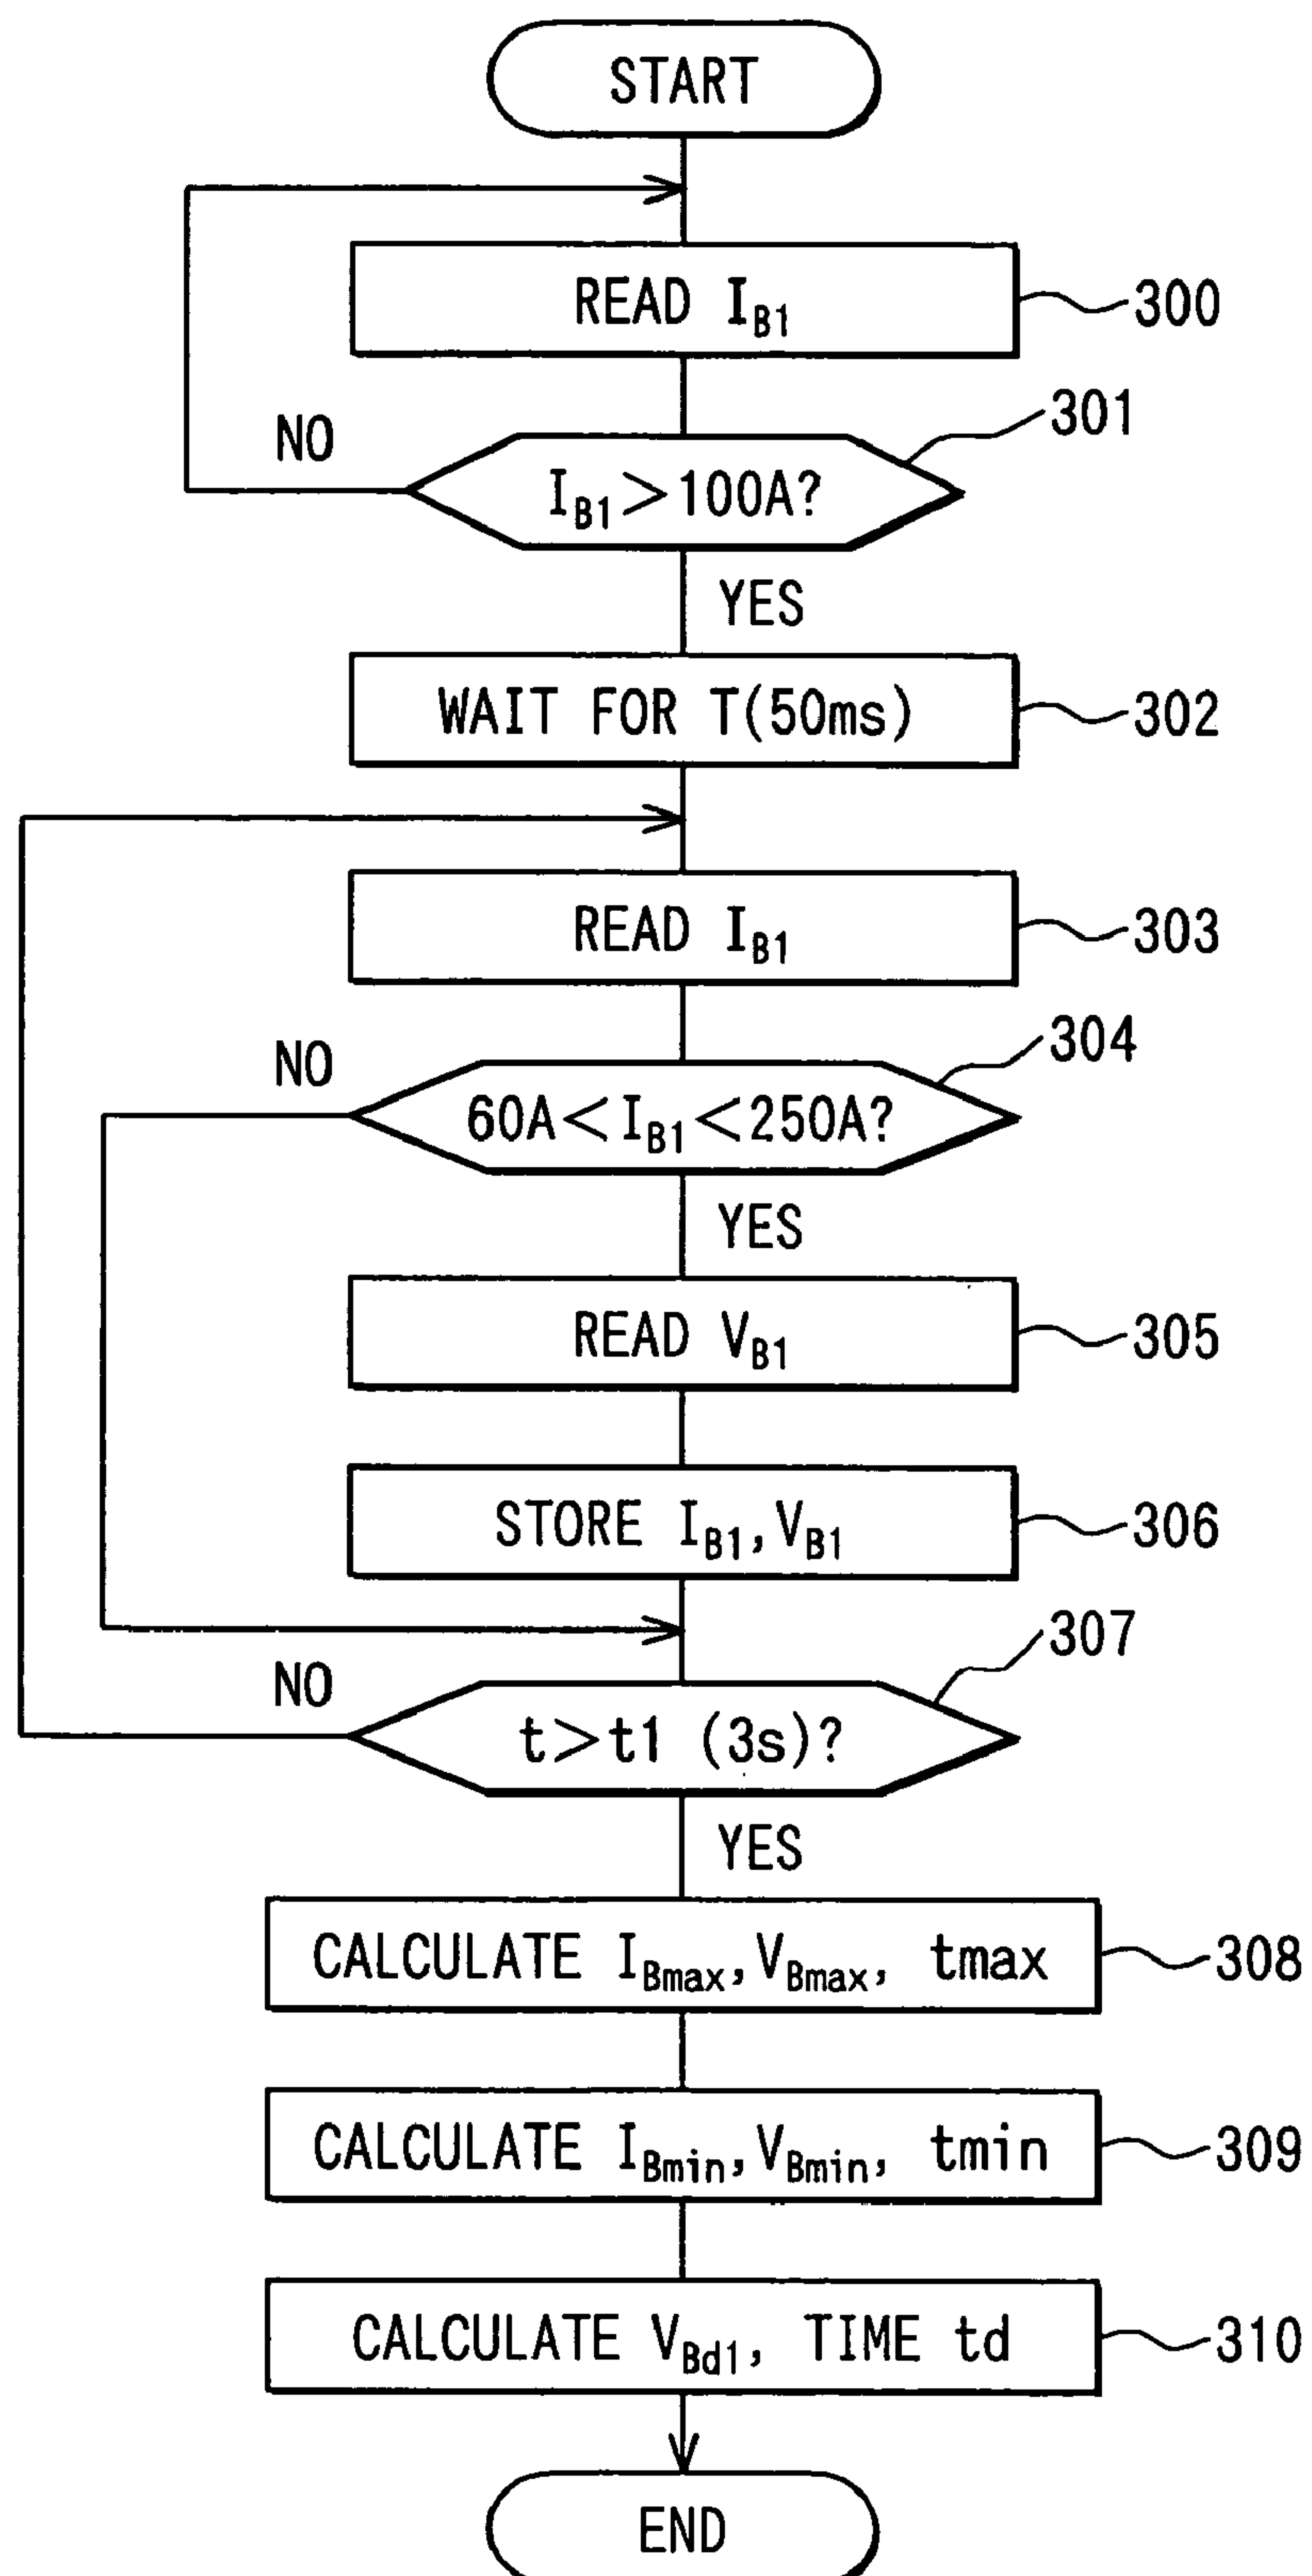 START
READ I_B1
300
301
NO
I_B1>100A?
YES
WAIT FOR T(50ms)
302
READ I_B1
303
304
NO
60A<I_B1<250A?
YES
READ V_B1
305
STORE I_B1,V_B1
306
307
NO
t>t1 (3s)?
YES
CALCULATE I_Bmax,V_Bmax, tmax
308
CALCULATE I_Bmin,V_Bmin, tmin
309
CALCULATE V_Bd1, TIME td
310
END